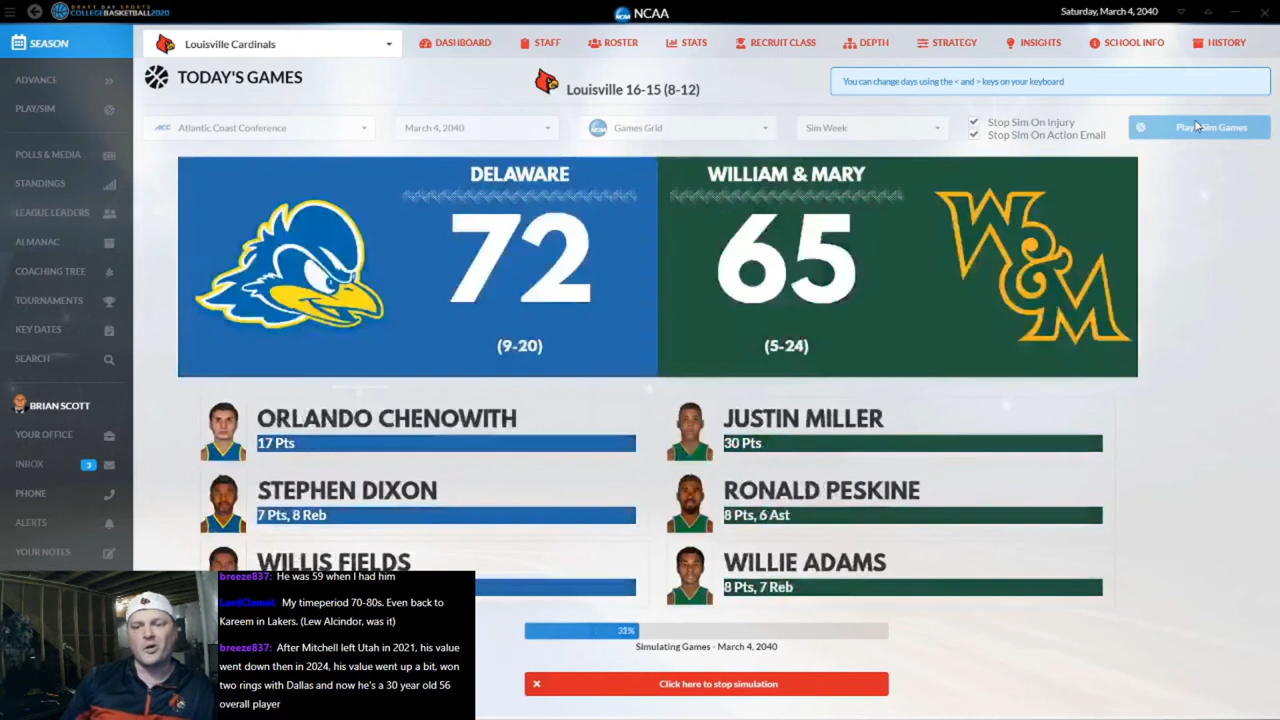 DRAFT DAY SPORTS
COLLEGE BASKETBALL 2020
NCAA
Saturday, March 4, 2040
SEASON
Louisville Cardinals
DASHBOARD
STAFF
ROSTER
STATS
RECRUIT CLASS
DEPTH
STRATEGY
INSIGHTS
SCHOOL INFO
HISTORY
ADVANCE
PLAY/SIM
POLLS & MEDIA
STANDINGS
LEAGUE LEADERS
ALMANAC
COACHING TREE
TOURNAMENTS
KEY DATES
SEARCH
BRIAN SCOTT
YOUR OFFICE
INBOX 3
PHONE
ALERTS
YOUR NOTES
TODAY'S GAMES
Louisville 16-15 (8-12)
You can change days using the < and > keys on your keyboard
ACC Atlantic Coast Conference
March 4, 2040
NCAA Games Grid
Sim Week
Stop Sim On Injury
Stop Sim On Action Email
Play/Sim Games
DELAWARE
72
(9-20)
WILLIAM & MARY
65
(5-24)
W&M
ORLANDO CHENOWITH
17 Pts
STEPHEN DIXON
7 Pts, 8 Reb
WILLIS FIELDS
JUSTIN MILLER
30 Pts
RONALD PESKINE
8 Pts, 6 Ast
WILLIE ADAMS
8 Pts, 7 Reb
31%
Simulating Games - March 4, 2040
Click here to stop simulation
breeze837: He was 59 when I had him
My timeperiod 70-80s. Even back to
Kareem in Lakers. (Lew Alcindor, was it)
breeze837: After Mitchell left Utah in 2021, his value
went down then in 2024, his value went up a bit, won
two rings with Dallas and now he's a 30 year old 56
overall player